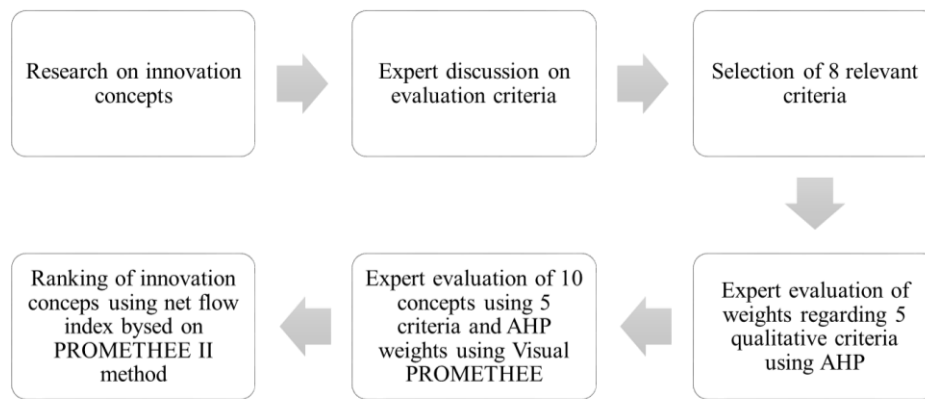 Research on innovation
concepts
Expert discussion on
evaluation criteria
Selection of 8 relevant
criteria
Expert evaluation of
weights regarding 5
qualitative criteria
using AHP
Expert evaluation of 10
concepts using 5
criteria and AHP
weights using Visual
PROMETHEE
Ranking of innovation
conceps using net flow
index bysed on
PROMETHEE II
method